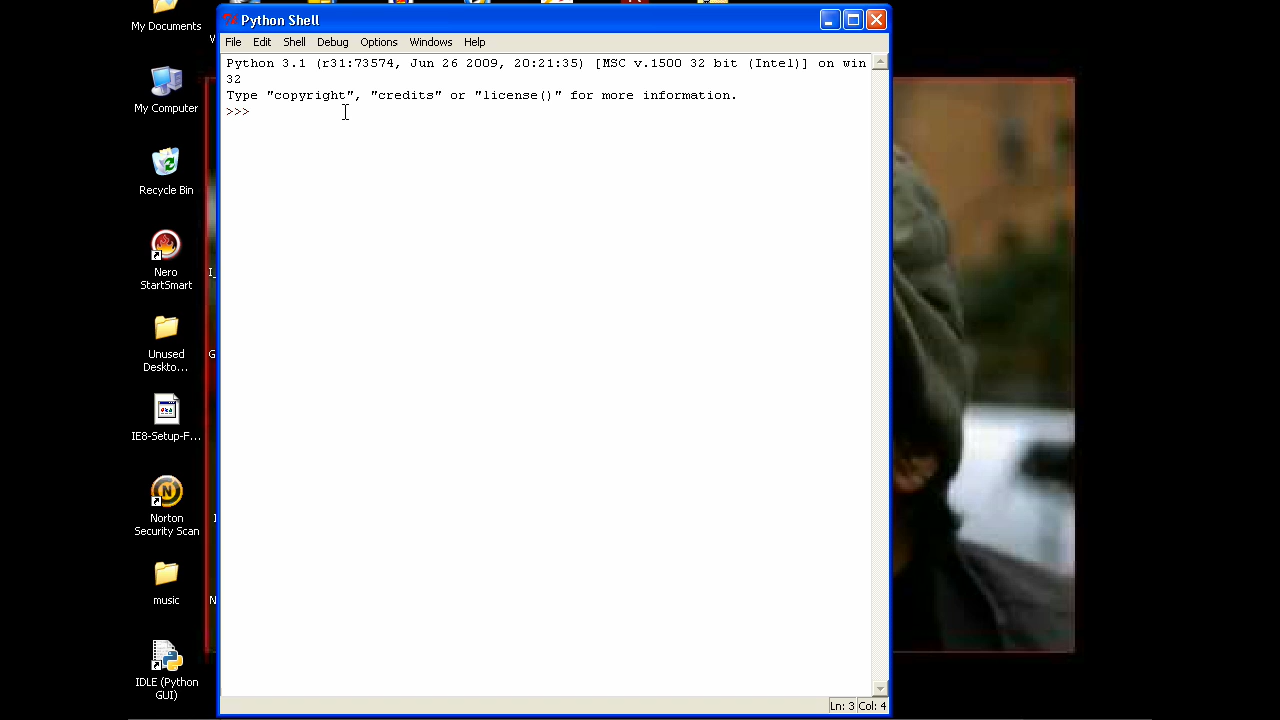 My Documents
My Computer
Recycle Bin
Nero
StartSmart
Unused
Deskto...
IE8-Setup-F...
Norton
Security Scan
music
IDLE (Python
GUI)
Python Shell
File Edit Shell Debug Options Windows Help
Python 3.1 (r31:73574, Jun 26 2009, 20:21:35) [MSC v.1500 32 bit (Intel)] on win
32
Type "copyright", "credits" or "license()" for more information.
>>>
Ln: 3 Col: 4